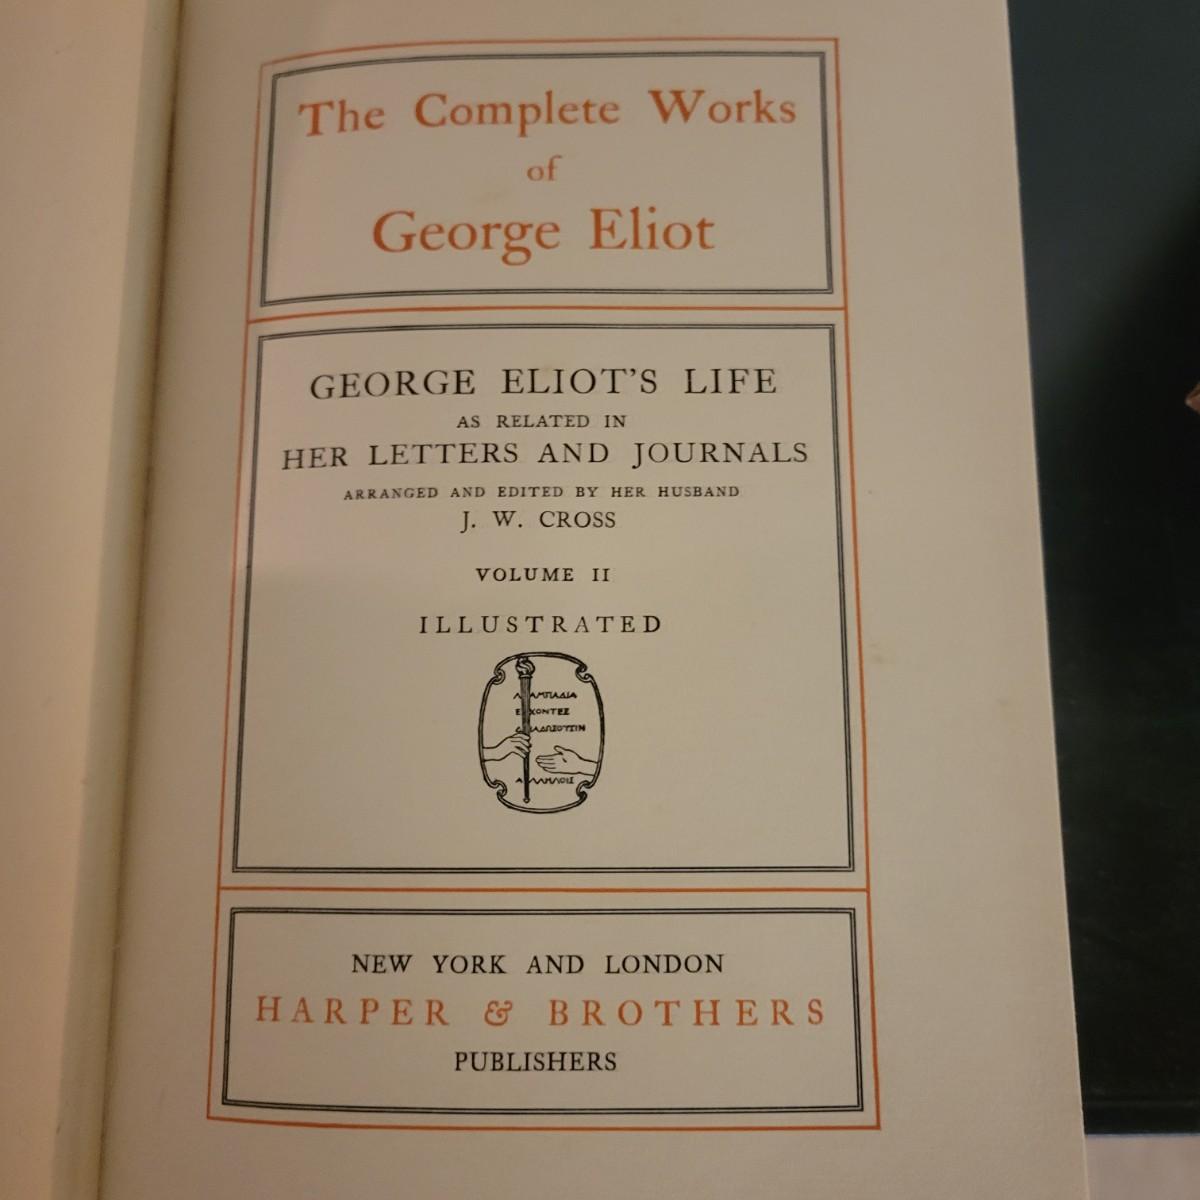 The Complete Works
of
George Eliot
GEORGE ELIOT'S LIFE
AS RELATED IN
HER LETTERS AND JOURNALS
ARRANGED AND EDITED BY HER HUSBAND
J. W. CROSS
VOLUME II
ILLUSTRATED
NEW YORK AND LONDON
HARPER & BROTHERS
PUBLISHERS